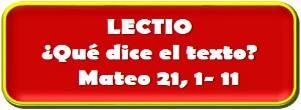 LECTIO
¿Qué dice el texto?
Mateo 21, 1- 11